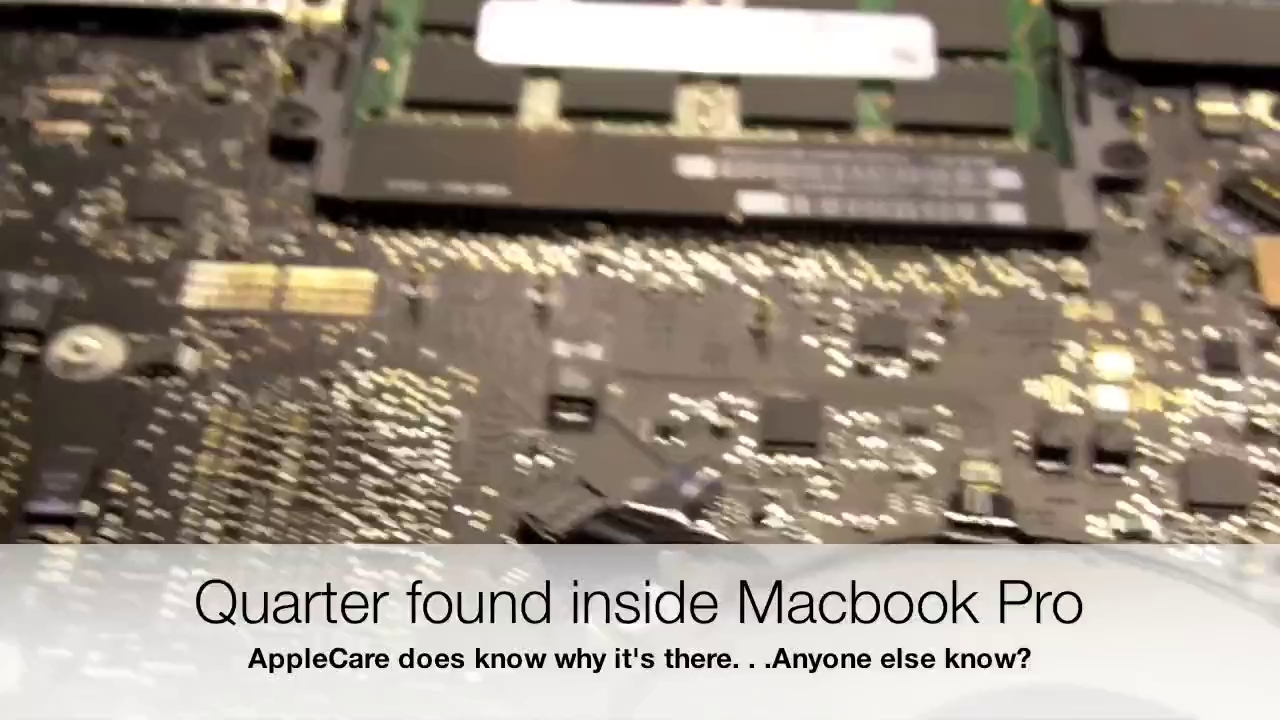 Quarter found inside Macbook Pro
AppleCare does know why it's there. . .Anyone else know?